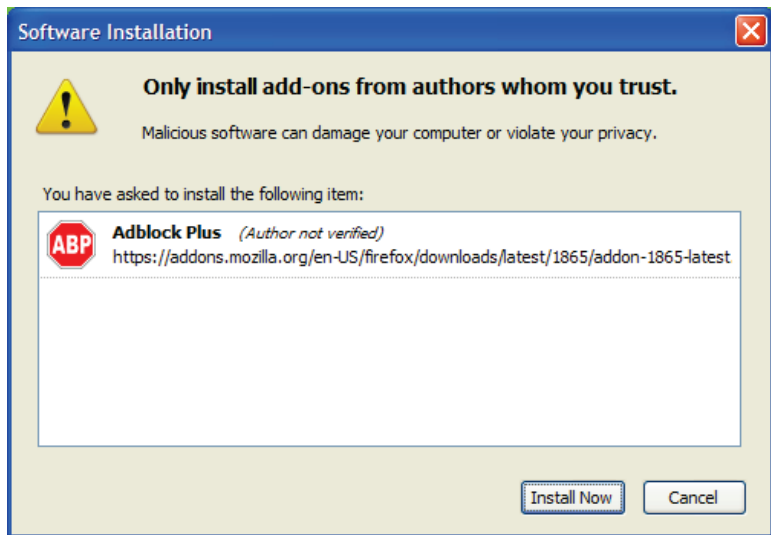 Software Installation
Only install add-ons from authors whom you trust.
Malicious software can damage your computer or violate your privacy.
You have asked to install the following item:
ABP
Adblock Plus (Author not verified)
https://addons.mozilla.org/en-US/firefox/downloads/latest/1865/addon-1865-latest
Install Now Cancel